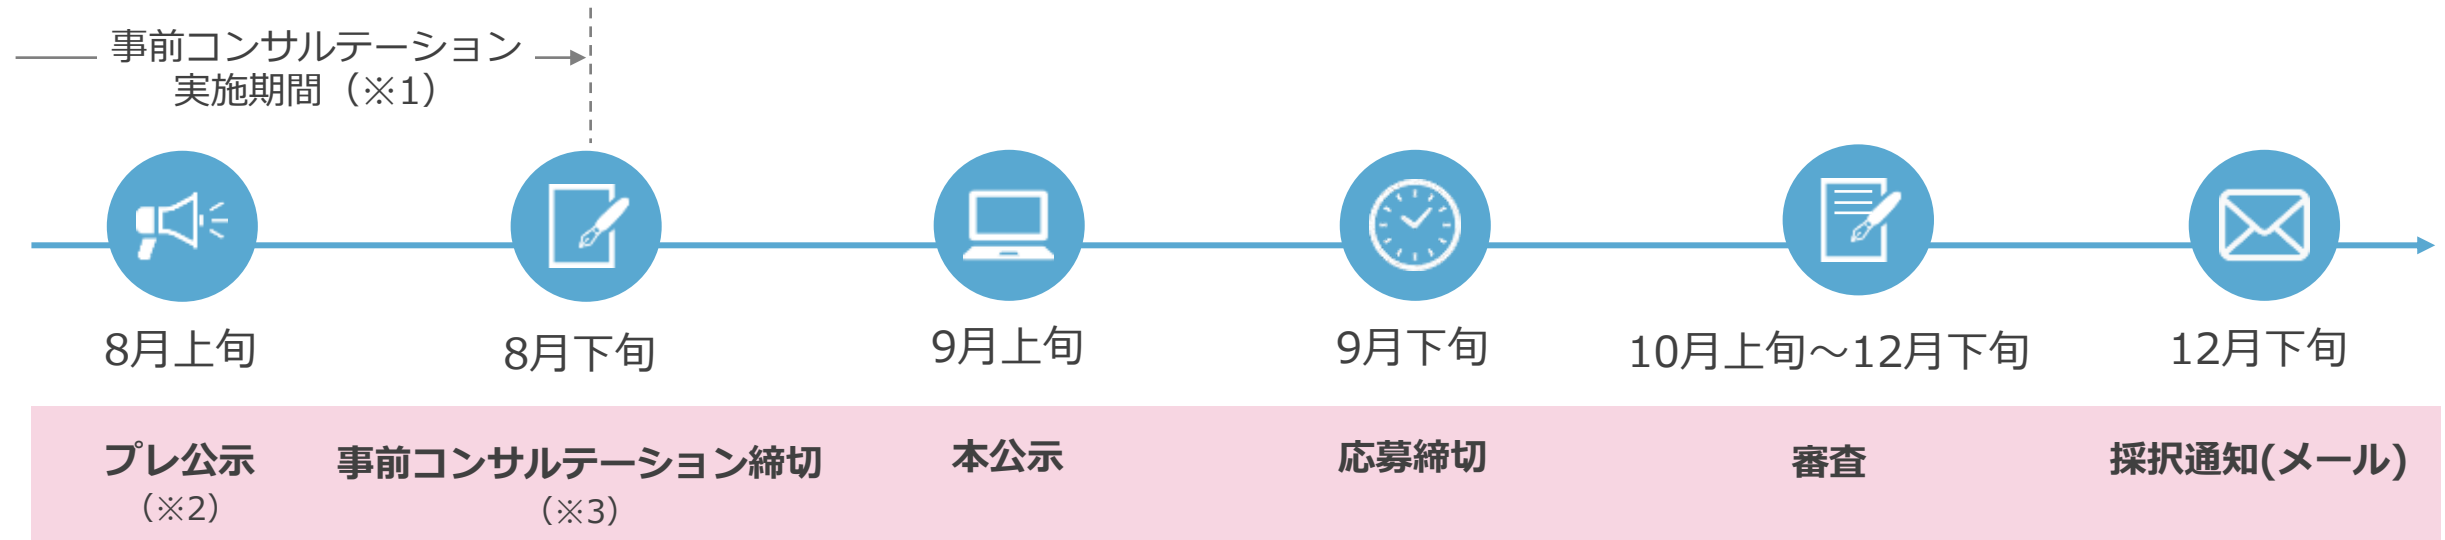 事前コンサルテーション
実施期間（※1）
8月上旬
8月下旬
9月上旬
9月下旬
10月上旬～12月下旬
12月下旬
プレ公示
（※2）
事前コンサルテーション締切
（※3）
本公示
応募締切
審査
採択通知(メール)